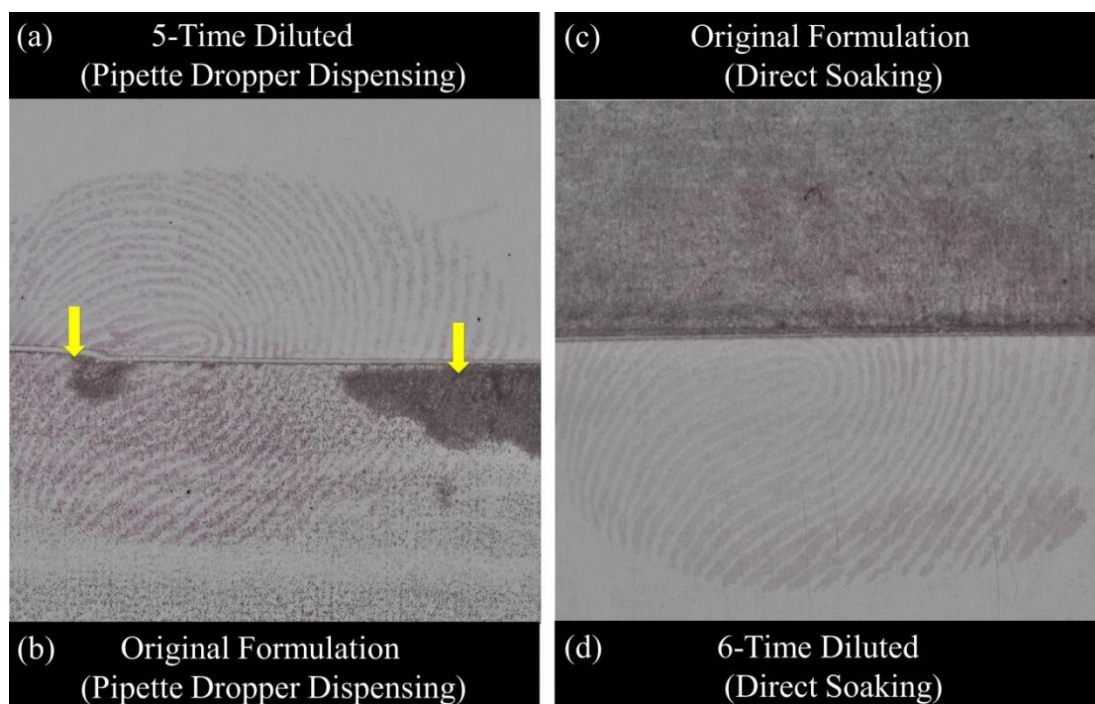 (a) 5-Time Diluted
(Pipette Dropper Dispensing)
(c) Original Formulation
(Direct Soaking)
(b) Original Formulation
(Pipette Dropper Dispensing)
(d) 6-Time Diluted
(Direct Soaking)